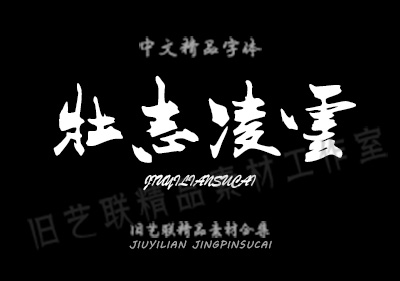 中文精品字体
壮志凌雲
JIUYILIANSUCAI
旧艺联精品素材工作室
旧艺联精品素材合集
JIUYILIAN JINGPINSUCAI